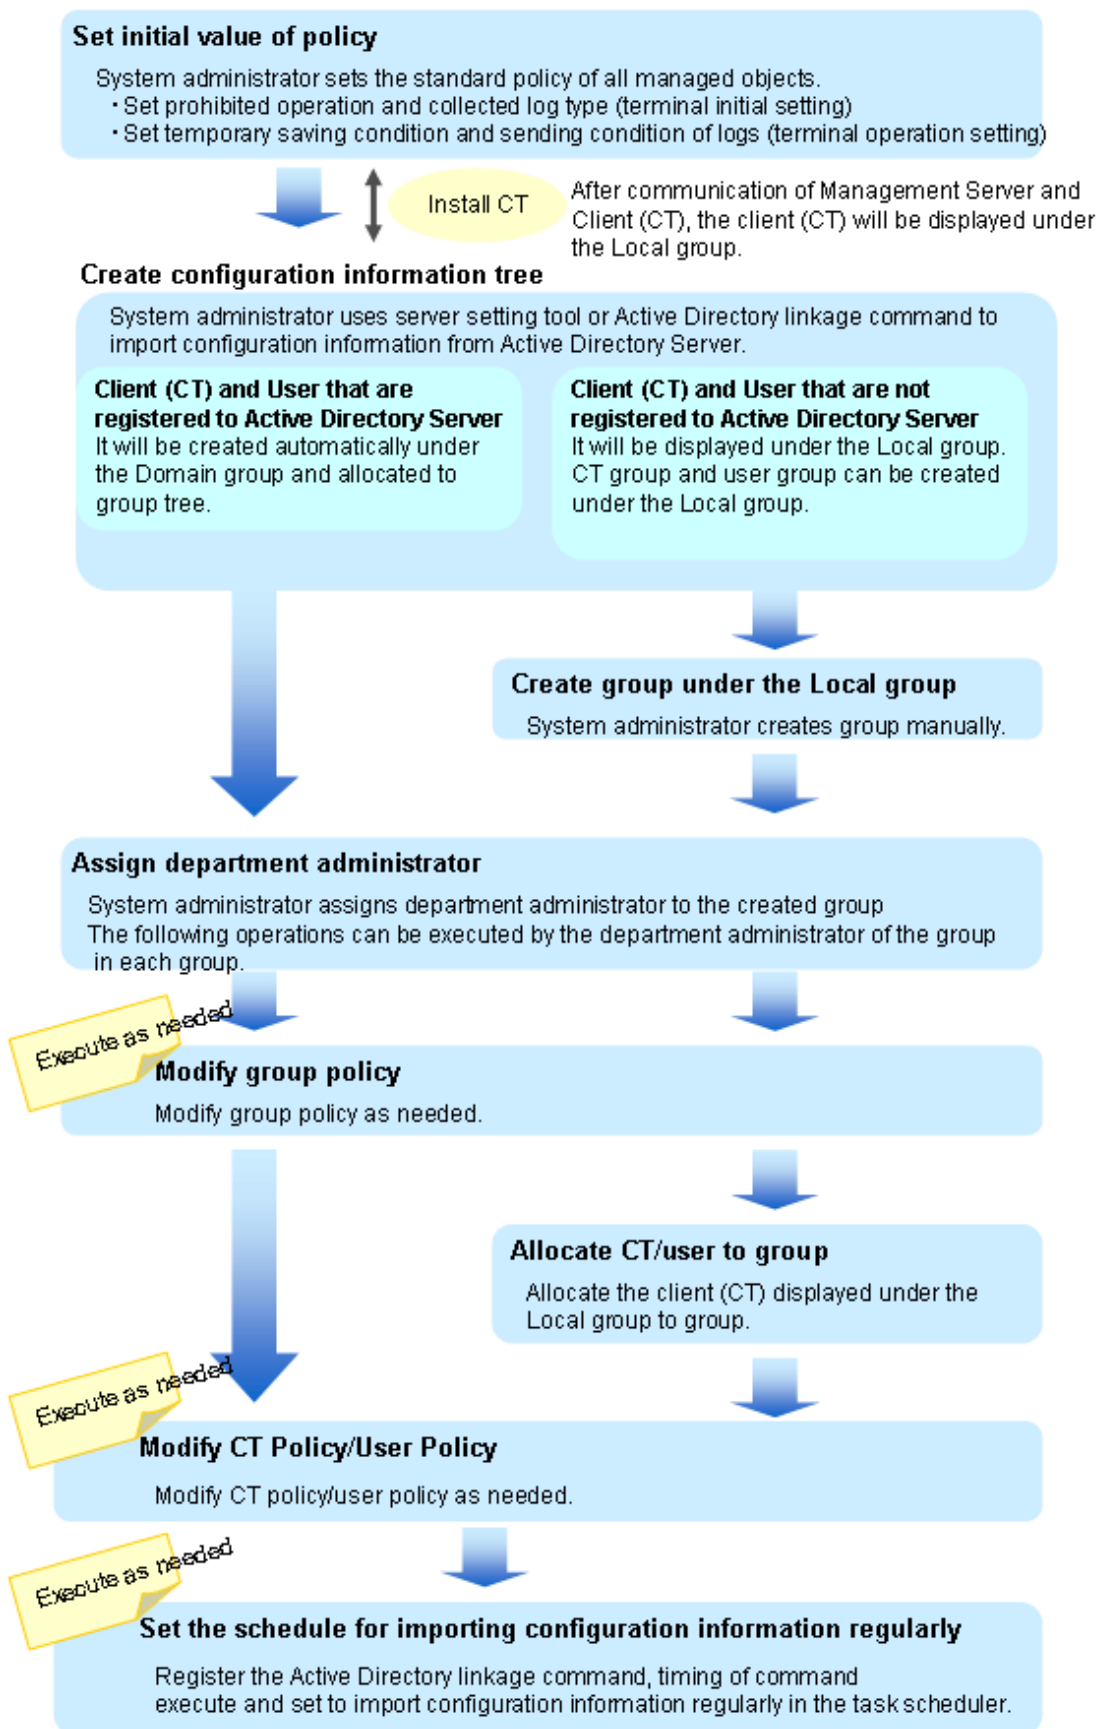 Set initial value of policy
System administrator sets the standard policy of all managed objects.
・Set prohibited operation and collected log type (terminal initial setting)
・Set temporary saving condition and sending condition of logs (terminal operation setting)
Install CT
After communication of Management Server and
Client (CT), the client (CT) will be displayed under
the Local group.
Create configuration information tree
System administrator uses server setting tool or Active Directory linkage command to
import configuration information from Active Directory Server.
Client (CT) and User that are
registered to Active Directory Server
It will be created automatically under
the Domain group and allocated to
group tree.
Client (CT) and User that are not
registered to Active Directory Server
It will be displayed under the Local group.
CT group and user group can be created
under the Local group.
Create group under the Local group
System administrator creates group manually.
Assign department administrator
System administrator assigns department administrator to the created group
The following operations can be executed by the department administrator of the group
in each group.
Execute as needed
Modify group policy
Modify group policy as needed.
Allocate CT/user to group
Allocate the client (CT) displayed under the
Local group to group.
Execute as needed
Modify CT Policy/User Policy
Modify CT policy/user policy as needed.
Execute as needed
Set the schedule for importing configuration information regularly
Register the Active Directory linkage command, timing of command
execute and set to import configuration information regularly in the task scheduler.